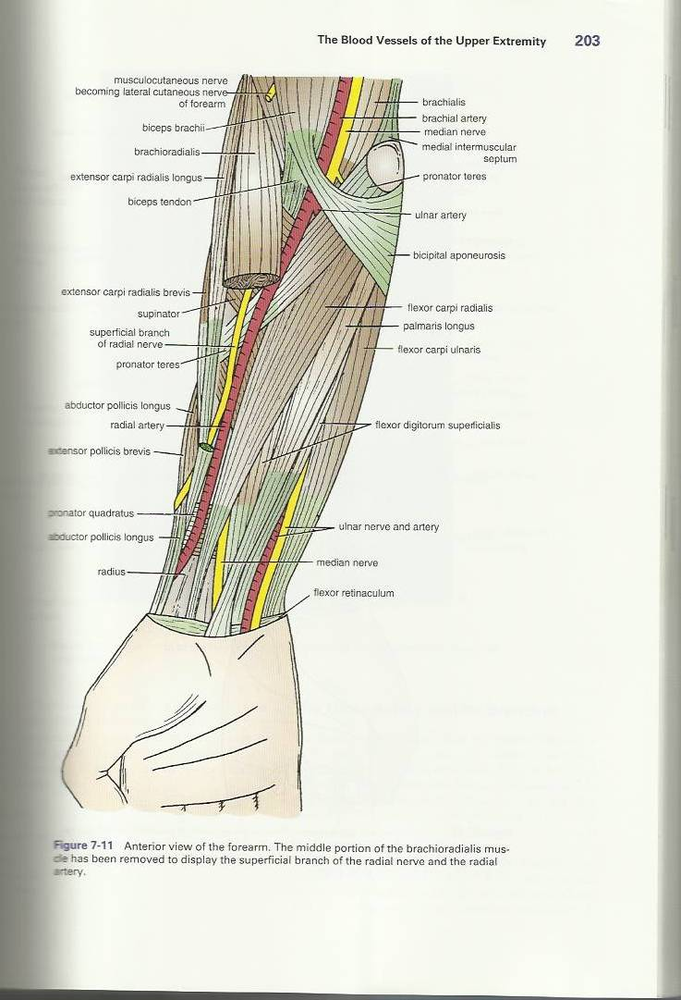 The Blood Vessels of the Upper Extremity 203
musculocutaneous nerve
becoming lateral cutaneous nerve
of forearm
biceps brachii
brachioradialis
extensor carpi radialis longus
biceps tendon
extensor carpi radialis brevis
supinator
superficial branch
of radial nerve
pronator teres
abductor pollicis longus
radial artery
extensor pollicis brevis
pronator quadratus
abductor pollicis longus
radius
brachialis
brachial artery
median nerve
medial intermuscular
septum
pronator teres
ulnar artery
bicipital aponeurosis
flexor carpi radialis
palmaris longus
flexor carpi ulnaris
flexor digitorum superficialis
ulnar nerve and artery
median nerve
flexor retinaculum
Figure 7-11 Anterior view of the forearm. The middle portion of the brachioradialis mus-
cle has been removed to display the superficial branch of the radial nerve and the radial
artery.